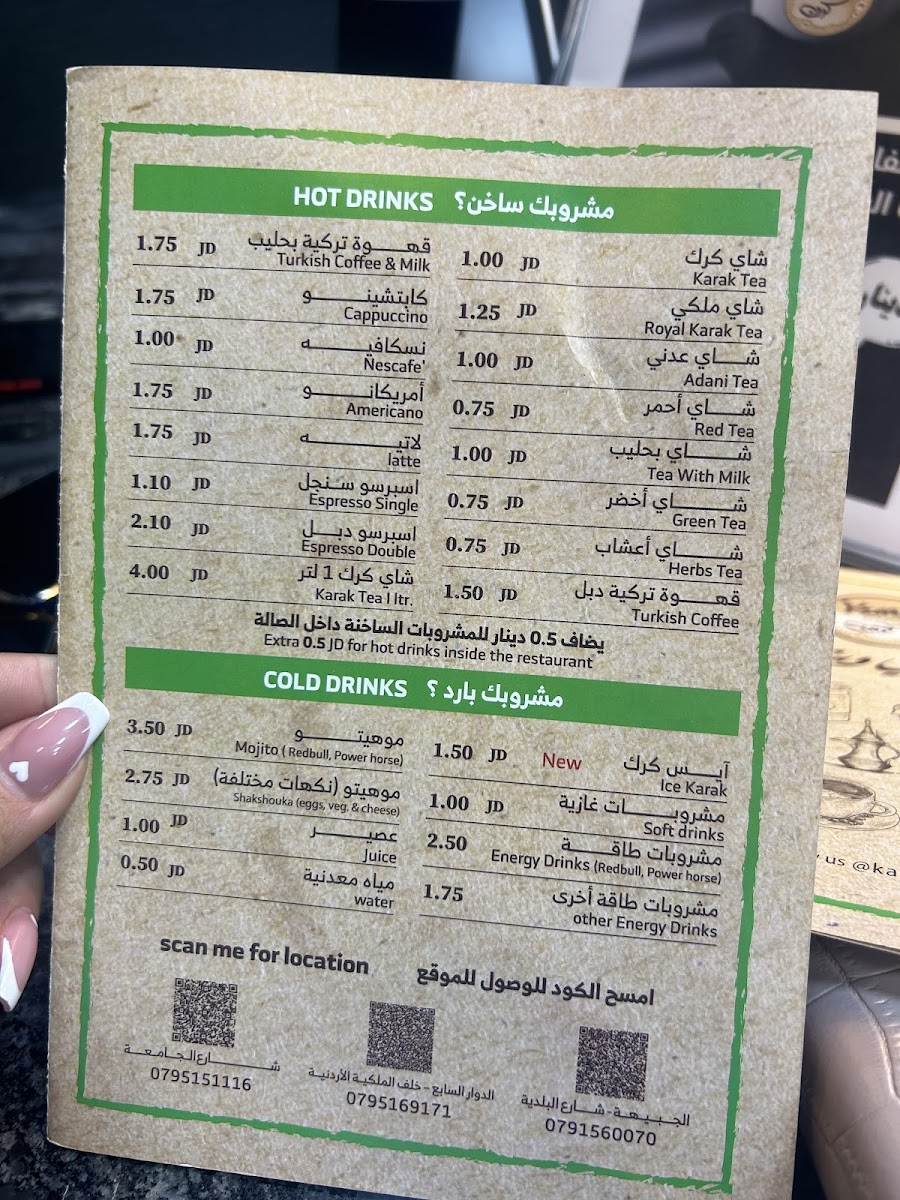 HOT DRINKS مشروبك ساخن؟
شاي كرك
Karak Tea
1.00 JD
شاي ملكي
Royal Karak Tea
1.25 JD
شاي عدني
Adani Tea
1.00 JD
شاي أحمر
Red Tea
0.75 JD
شاي بحليب
Tea With Milk
1.00 JD
شاي أخضر
Green Tea
0.75 JD
شاي أعشاب
Herbs Tea
0.75 JD
قهوة تركية دبل
Turkish Coffee
1.50 JD
قهوة تركية بحليب
Turkish Coffee & Milk
1.75 JD
كابتشينو
Cappuccino
1.75 JD
نسكافيه
Nescafe'
1.00 JD
أمريكانو
Americano
1.75 JD
لاتيه
latte
1.75 JD
اسبرسو سنجل
Espresso Single
1.10 JD
اسبرسو دبل
Espresso Double
2.10 JD
شاي كرك 1 لتر
Karak Tea 1 ltr.
4.00 JD
يضاف 0.5 دينار للمشروبات الساخنة داخل الصالة
Extra 0.5 JD for hot drinks inside the restaurant
COLD DRINKS مشروبك بارد ؟
آيس كرك
Ice Karak
New
1.50 JD
مشروبات غازية
Soft drinks
1.00 JD
مشروبات طاقة
Energy Drinks (Redbull, Power horse)
2.50
مشروبات طاقة أخرى
other Energy Drinks
1.75
موهيتو
Mojito ( Redbull, Power horse)
3.50 JD
موهيتو (نكهات مختلفة)
Shakshouka (eggs, veg. & cheese)
2.75 JD
عصير
Juice
1.00 JD
مياه معدنية
water
0.50 JD
scan me for location
امسح الكود للوصول للموقع
شارع الجامعة
0795151116
الدوار السابع - خلف الملكية الأردنية
0795169171
الجبيهة - شارع البلدية
0791560070
us @ka